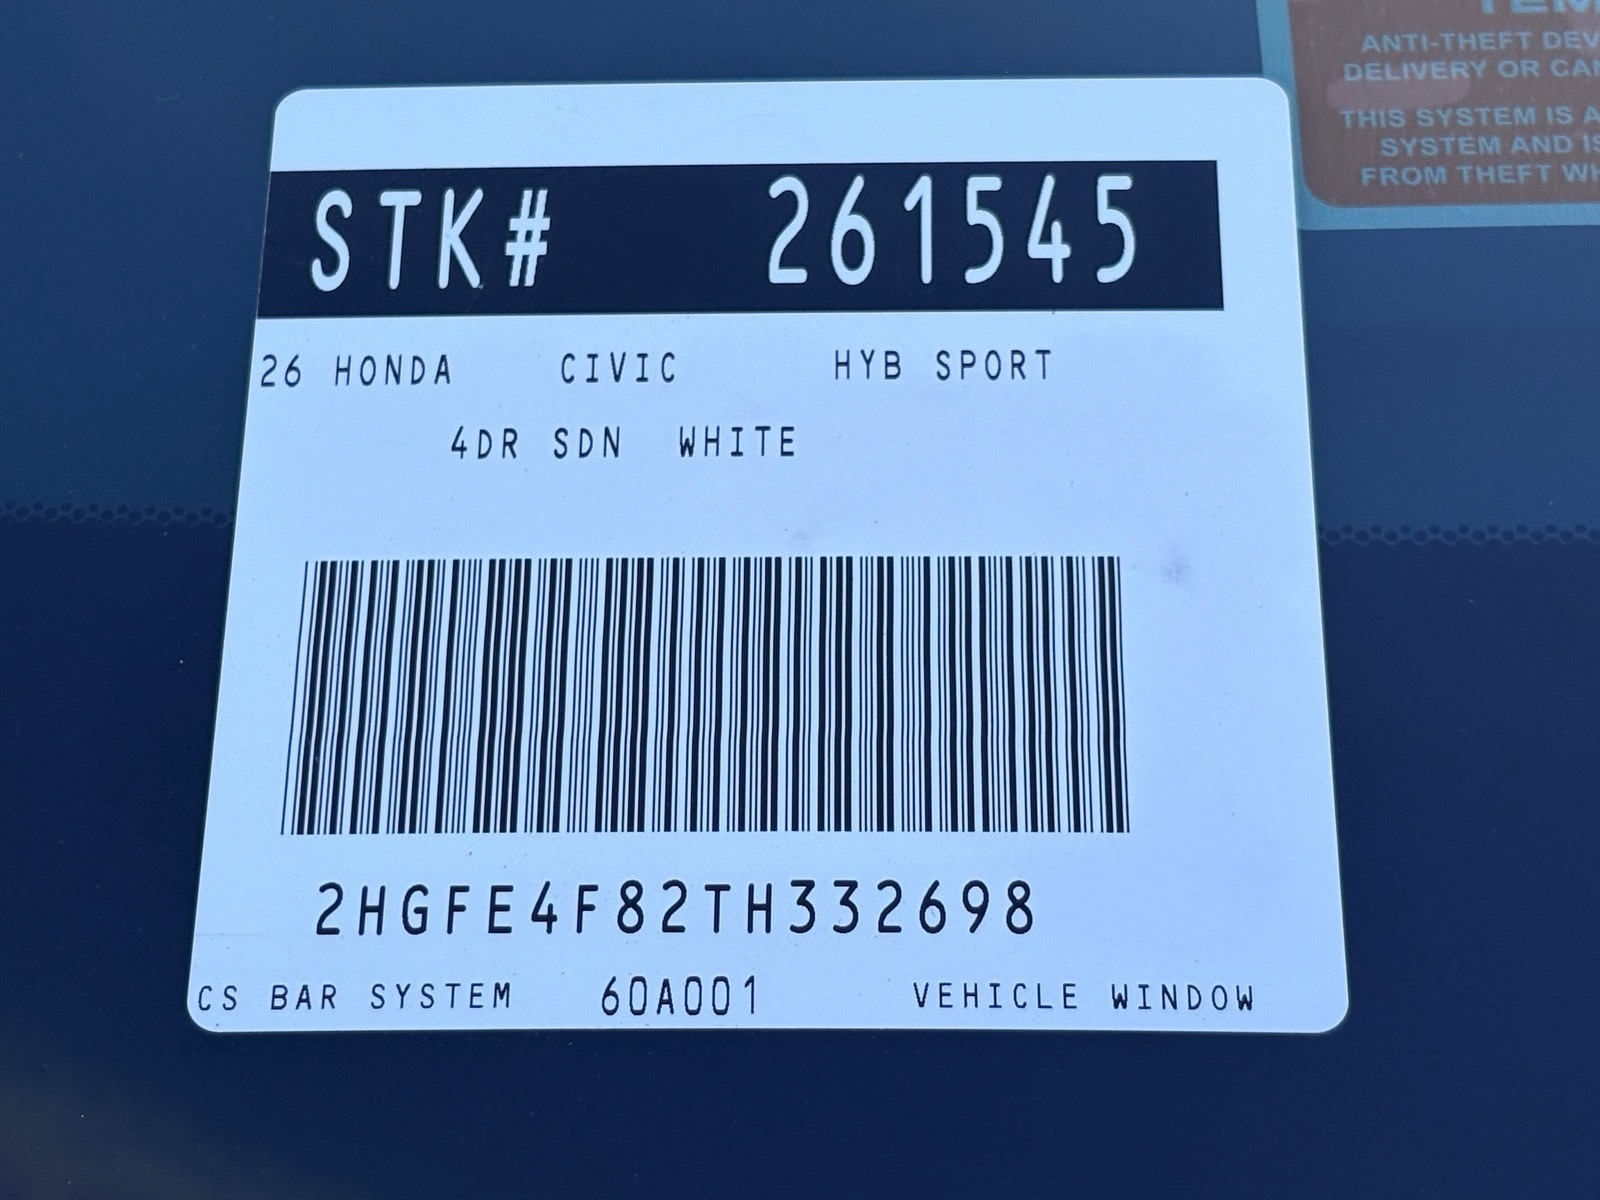 STK# 261545
26 HONDA CIVIC HYB SPORT
4DR SDN WHITE
2HGFE4F82TH332698
CS BAR SYSTEM 60A001 VEHICLE WINDOW
ANTI-THEFT DEV
DELIVERY OR CAN
THIS SYSTEM IS A
SYSTEM AND IS
FROM THEFT WH